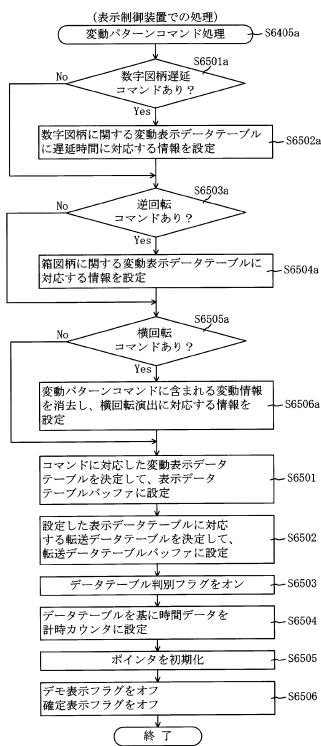 (表示制御装置での処理)
変動パターンコマンド処理
S6405a
S6501a
No
数字図柄遅延
コマンドあり?
Yes
数字図柄に関する変動表示データテーブル
に遅延時間に対応する情報を設定
S6502a
S6503a
No
逆回転
コマンドあり?
Yes
箱図柄に関する変動表示データテーブルに
対応する情報を設定
S6504a
S6505a
No
横回転
コマンドあり?
Yes
変動パターンコマンドに含まれる変動情報
を消去し、横回転演出に対応する情報を
設定
S6506a
コマンドに対応した変動表示データ
テーブルを決定して、表示データ
テーブルバッファに設定
S6501
設定した表示データテーブルに対応
する転送データテーブルを決定して、
転送データテーブルバッファに設定
S6502
データテーブル判別フラグをオン
S6503
データテーブルを基に時間データを
計時カウンタに設定
S6504
ポインタを初期化
S6505
デモ表示フラグをオフ
確定表示フラグをオフ
S6506
終了